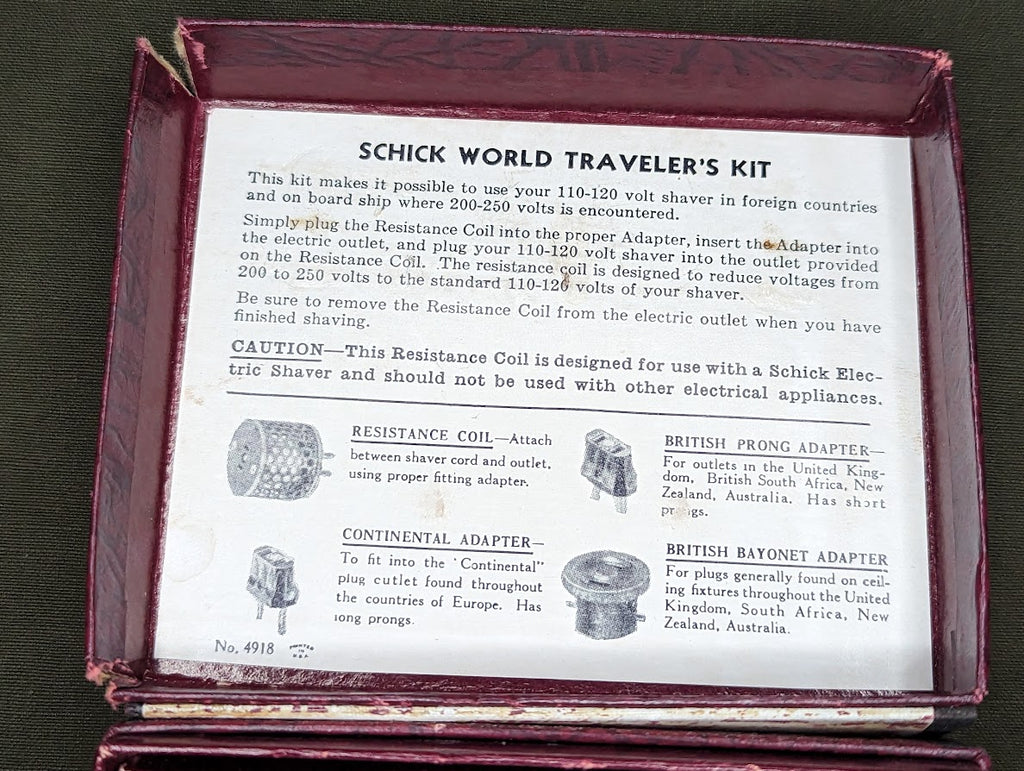 SCHICK WORLD TRAVELER'S KIT
This kit makes it possible to use your 110-120 volt shaver in foreign countries
and on board ship where 200-250 volts is encountered.
Simply plug the Resistance Coil into the proper Adapter, insert the Adapter into
the electric outlet, and plug your 110-120 volt shaver into the outlet provided
on the Resistance Coil. The resistance coil is designed to reduce voltages from
200 to 250 volts to the standard 110-120 volts of your shaver.
Be sure to remove the Resistance Coil from the electric outlet when you have
finished shaving.
CAUTION—This Resistance Coil is designed for use with a Schick Elec-
tric Shaver and should not be used with other electrical appliances.
RESISTANCE COIL—Attach
between shaver cord and outlet,
using proper fitting adapter.
BRITISH PRONG ADAPTER—
For outlets in the United King-
dom, British South Africa, New
Zealand, Australia. Has short
prongs.
CONTINENTAL ADAPTER—
To fit into the "Continental"
plug outlet found throughout
the countries of Europe. Has
long prongs.
BRITISH BAYONET ADAPTER
For plugs generally found on ceil-
ing fixtures throughout the United
Kingdom, South Africa, New
Zealand, Australia.
No. 4918
PRINTED
IN
U.S.A.